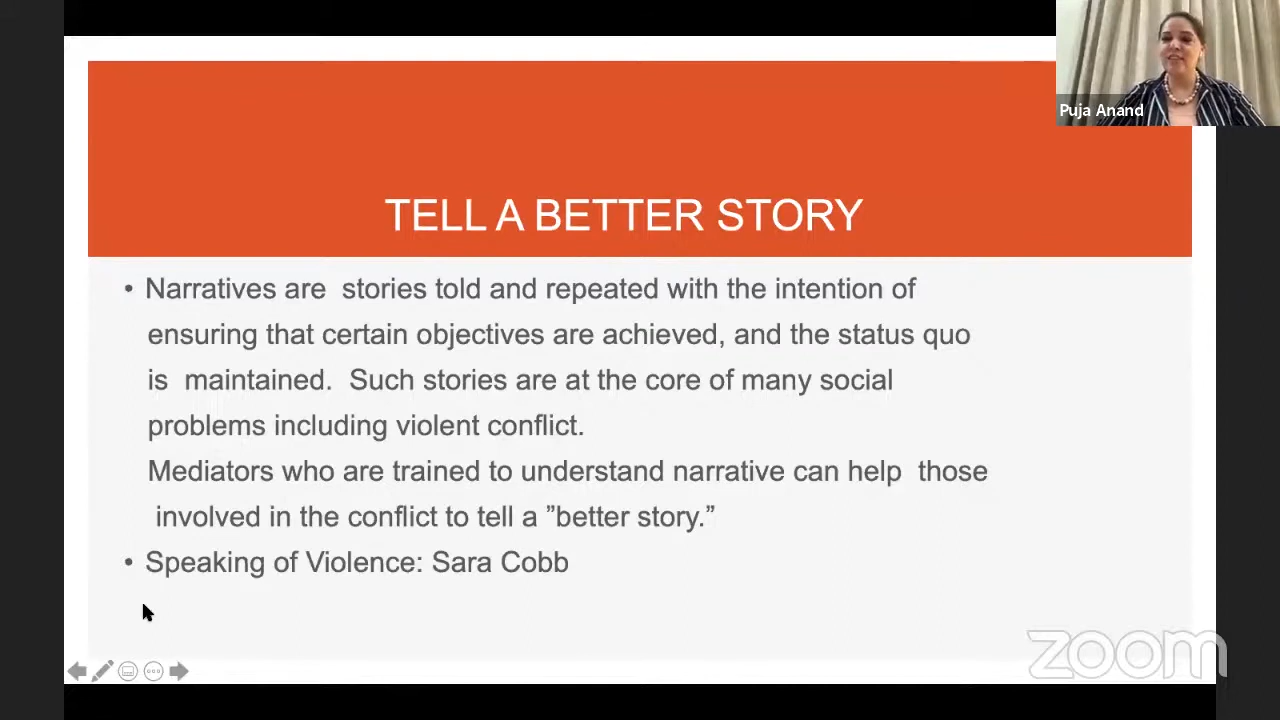 Puja Anand
TELL A BETTER STORY
• Narratives are stories told and repeated with the intention of
ensuring that certain objectives are achieved, and the status quo
is maintained. Such stories are at the core of many social
problems including violent conflict.
Mediators who are trained to understand narrative can help those
involved in the conflict to tell a ”better story.”
• Speaking of Violence: Sara Cobb
zoom